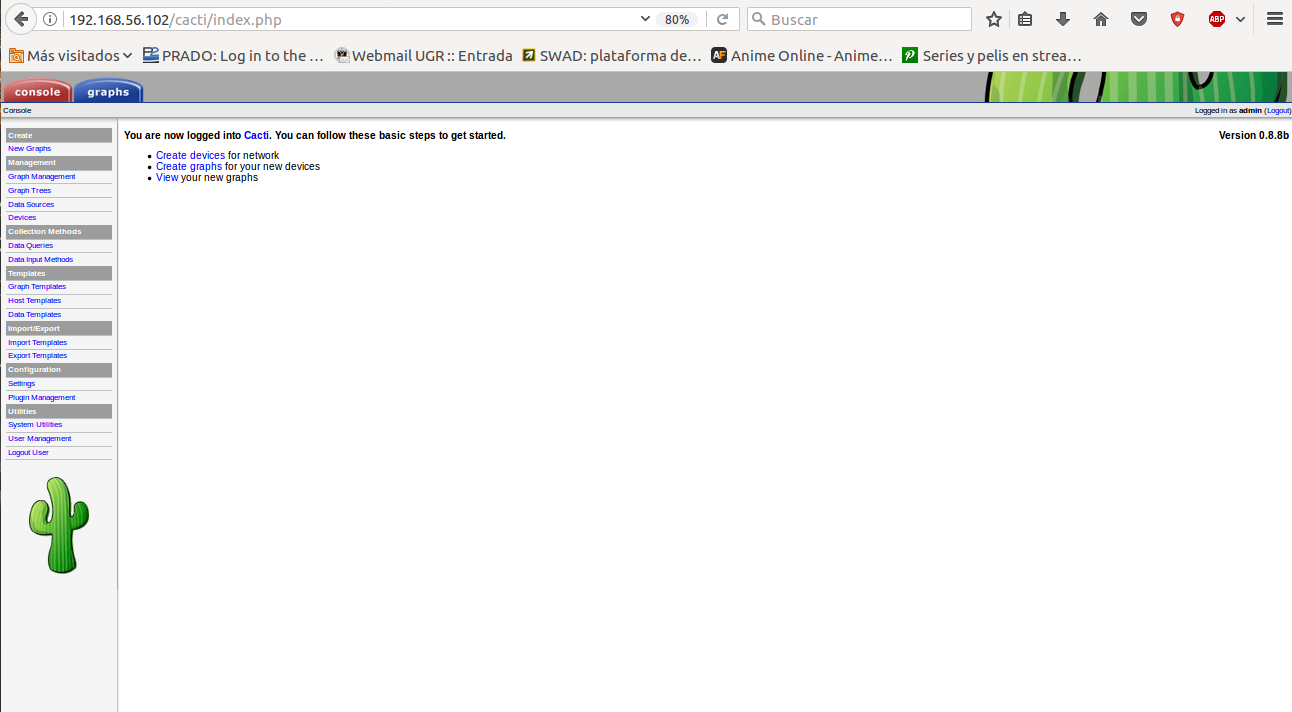 192.168.56.102/cacti/index.php 80% Buscar ABP
Más visitados PRADO: Log in to the ... Webmail UGR :: Entrada SWAD: plataforma de... AF Anime Online - Anime... Series y pelis en strea...
console graphs
Console Logged in as admin (Logout)
You are now logged into Cacti. You can follow these basic steps to get started. Version 0.8.8b
Create devices for network
Create graphs for your new devices
View your new graphs
Create
New Graphs
Management
Graph Management
Graph Trees
Data Sources
Devices
Collection Methods
Data Queries
Data Input Methods
Templates
Graph Templates
Host Templates
Data Templates
Import/Export
Import Templates
Export Templates
Configuration
Settings
Plugin Management
Utilities
System Utilities
User Management
Logout User